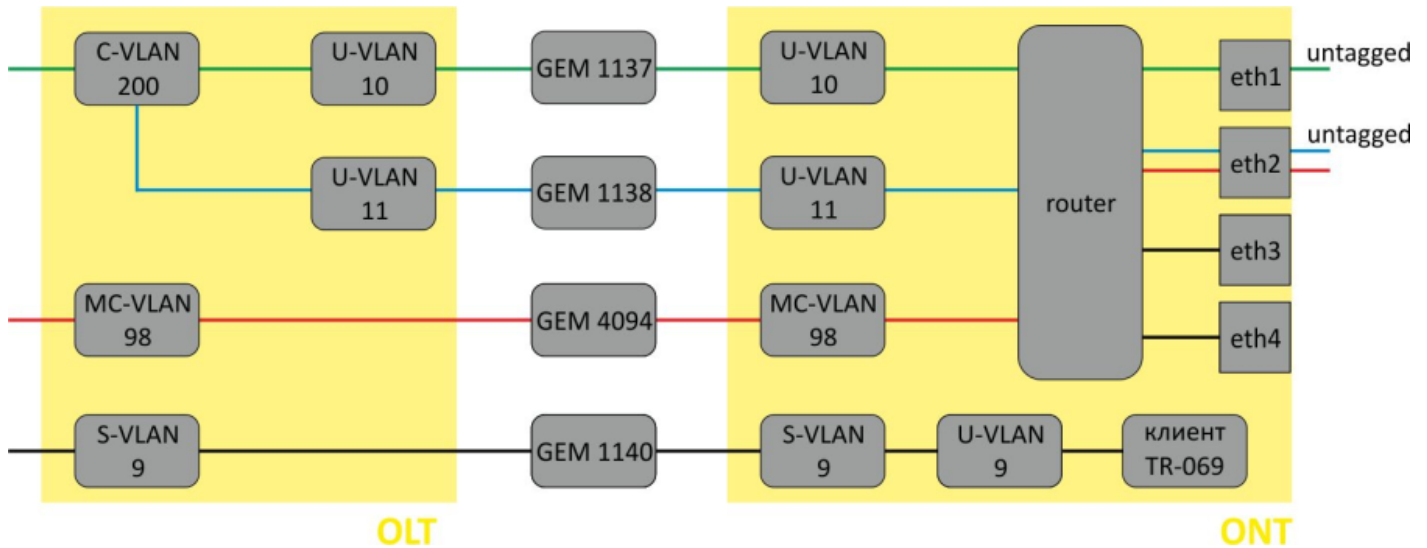 C-VLAN
200
U-VLAN
10
GEM 1137
U-VLAN
10
eth1
untagged
U-VLAN
11
GEM 1138
U-VLAN
11
router
eth2
untagged
eth3
MC-VLAN
98
GEM 4094
MC-VLAN
98
eth4
S-VLAN
9
GEM 1140
S-VLAN
9
U-VLAN
9
клиент
TR-069
OLT
ONT